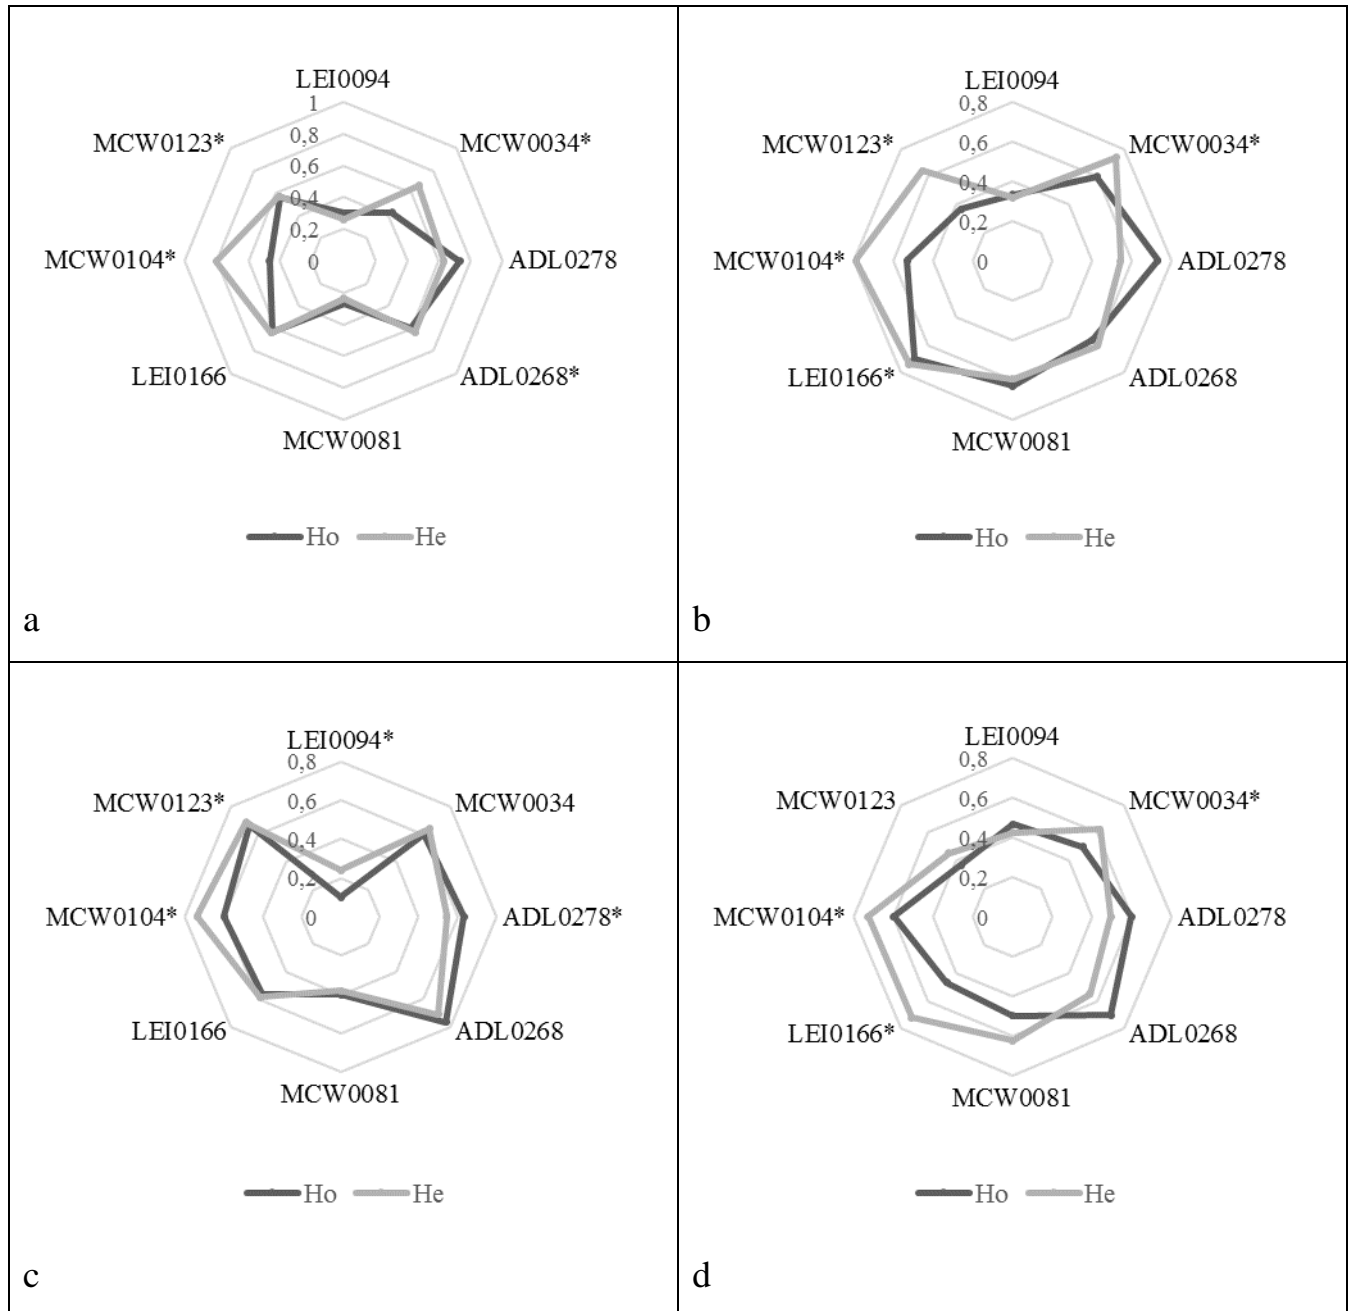 LEI0094
1
MCW0123*
0,8
MCW0034*
0,6
0,4
0,2
MCW0104*
0
ADL0278
LEI0166
ADL0268*
MCW0081
Ho He
a
LEI0094
0,8
MCW0123*
0,6
MCW0034*
0,4
0,2
MCW0104*
0
ADL0278
LEI0166*
ADL0268
MCW0081
Ho He
b
LEI0094*
0,8
MCW0123*
0,6
MCW0034
0,4
0,2
MCW0104*
0
ADL0278*
LEI0166
ADL0268
MCW0081
Ho He
c
LEI0094
0,8
MCW0123
0,6
MCW0034*
0,4
0,2
MCW0104*
0
ADL0278
LEI0166*
ADL0268
MCW0081
Ho He
d